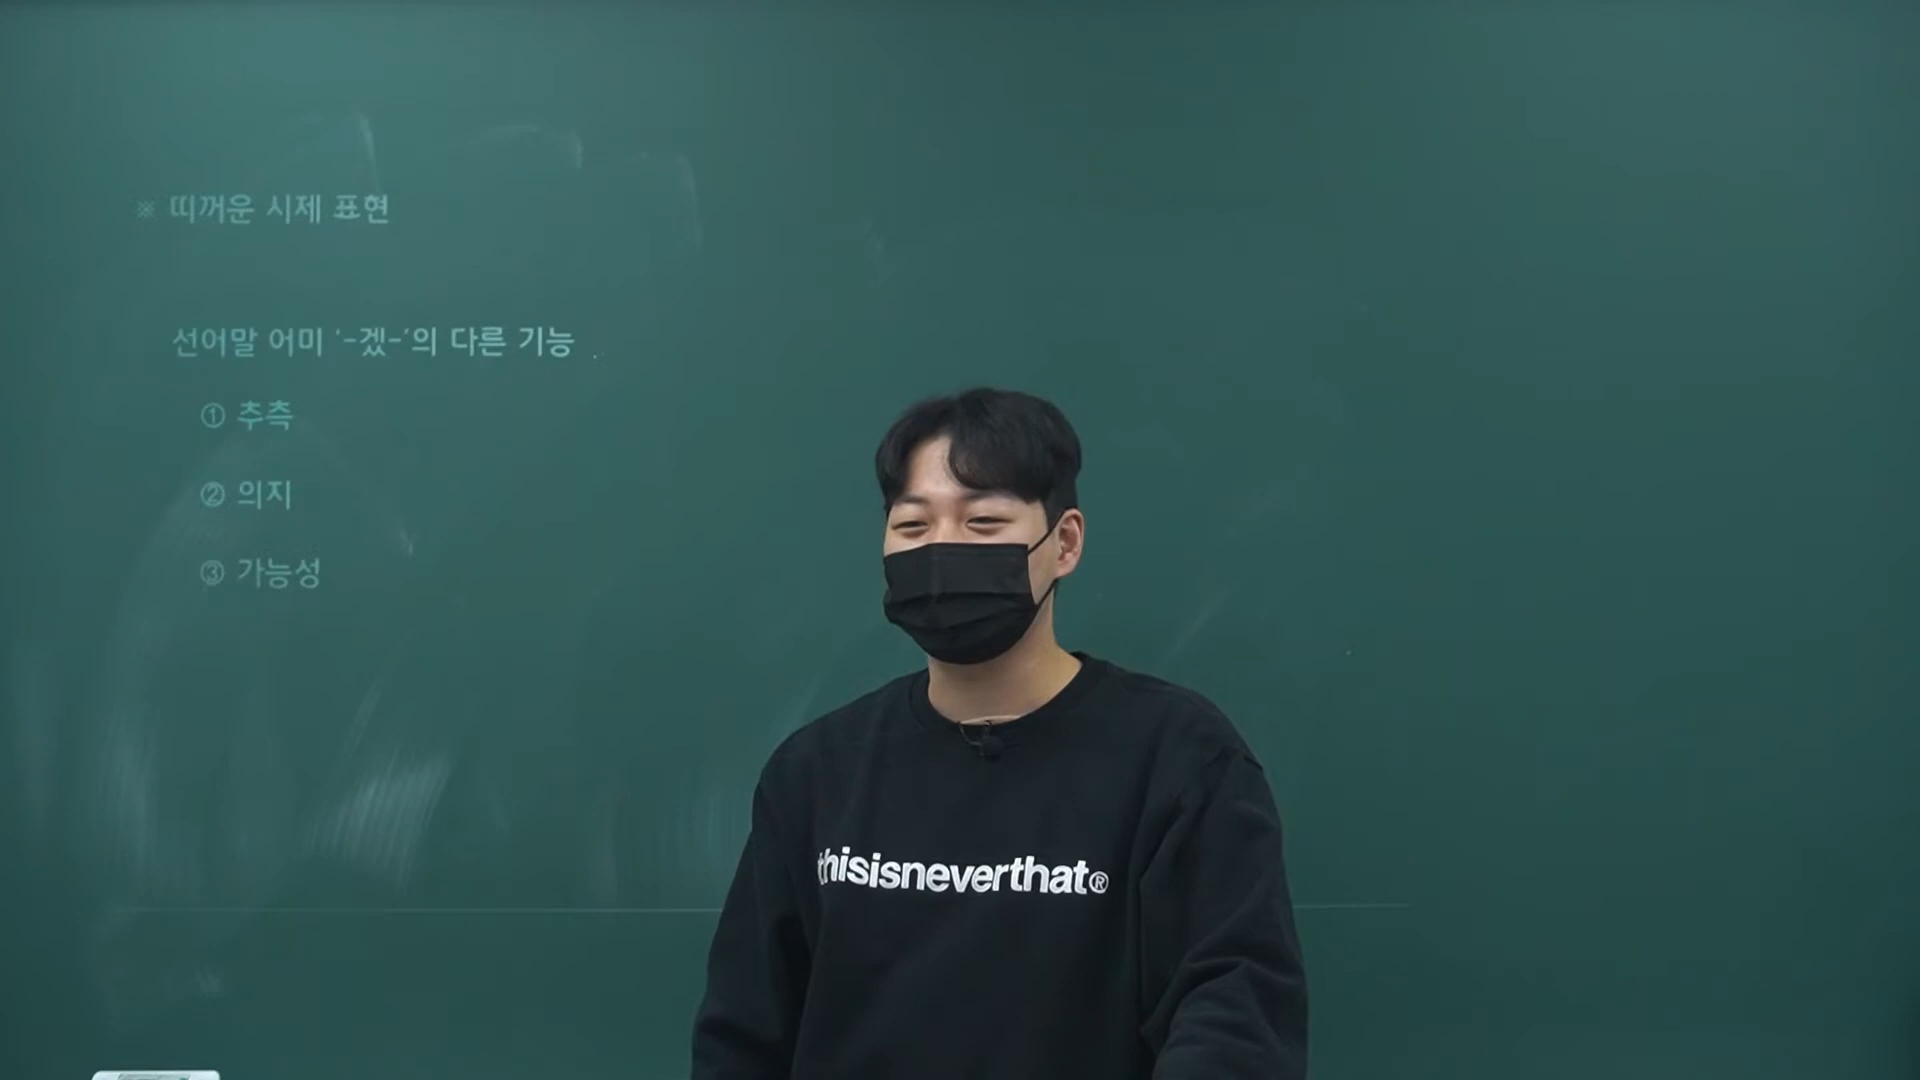 ※ 띠꺼운 시제 표현
선어말 어미 '-겠-'의 다른 기능
① 추측
② 의지
③ 가능성
thisisneverthat®